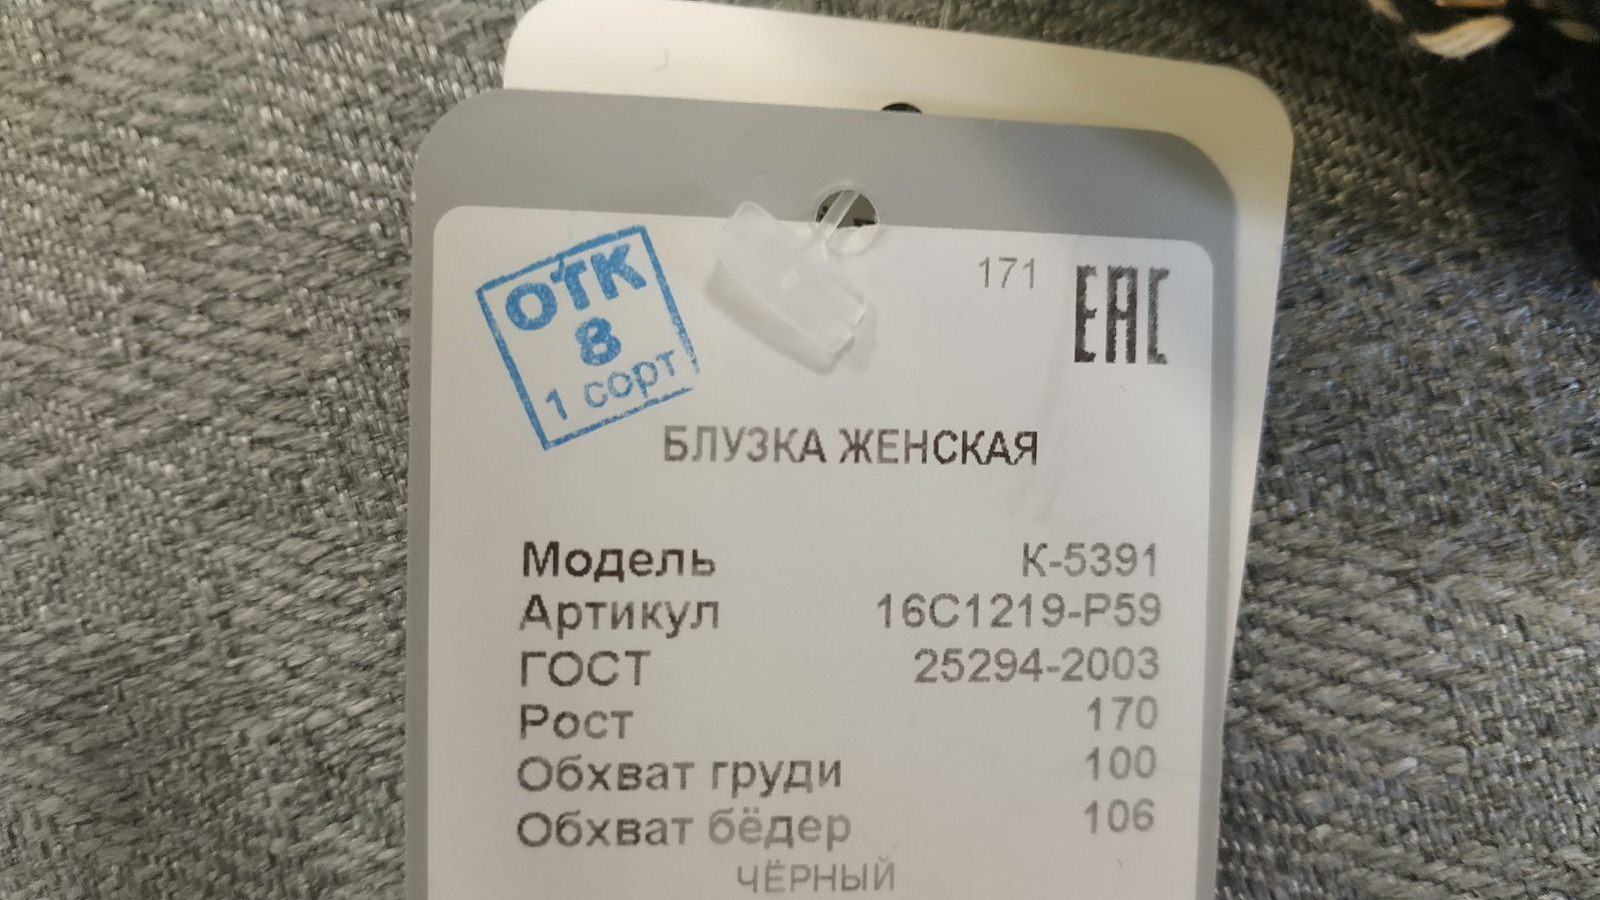 ОТК
8
1 сорт
171
ЕАС
БЛУЗКА ЖЕНСКАЯ
Модель К-5391
Артикул 16С1219-Р59
ГОСТ 25294-2003
Рост 170
Обхват груди 100
Обхват бёдер 106
ЧЁРНЫЙ